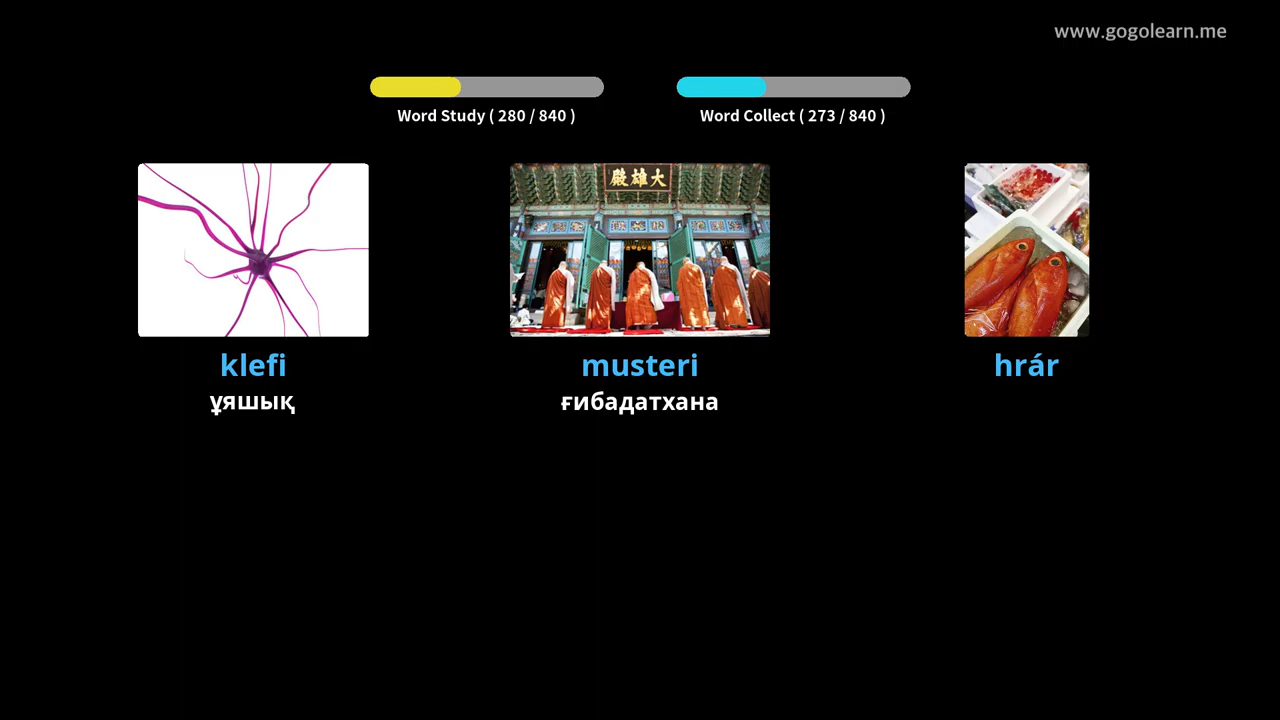 www.gogolearn.me
Word Study ( 280 / 840 )
Word Collect ( 273 / 840 )
殿雄大
klefi
musteri
hrár
ұяшық
ғибадатхана